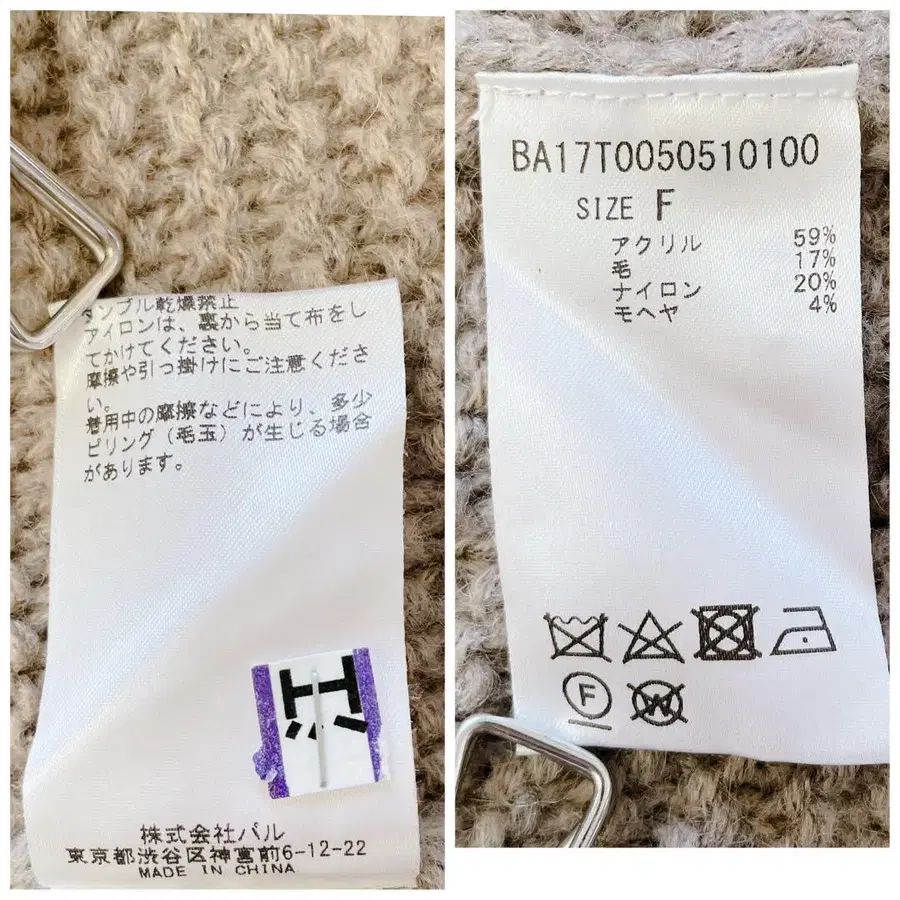 タンブル乾燥禁止
アイロンは、裏から当て布をし
てかけてください。
摩擦や引っ掛けにご注意くださ
い。
着用中の摩擦などにより、多少
ピリング（毛玉）が生じる場合
があります。
株式会社パル
東京都渋谷区神宮前6-12-22
MADE IN CHINA
BA17T0050510100
SIZE F
アクリル 59%
毛 17%
ナイロン 20%
モヘヤ 4%
F
W